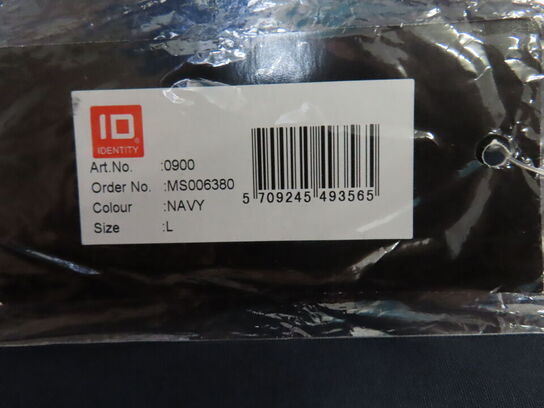 ID
IDENTITY
Art.No. :0900
Order No. :MS006380
Colour :NAVY
Size :L
5 709245 493565